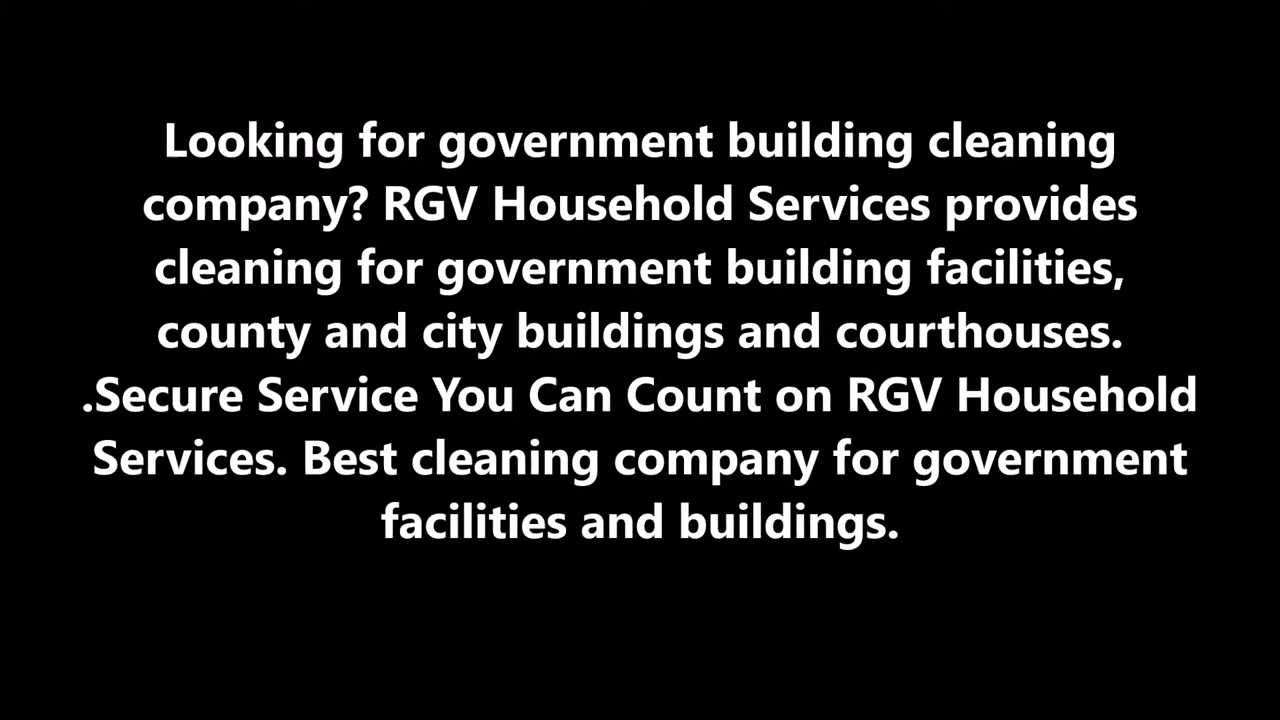 Looking for government building cleaning
company? RGV Household Services provides
cleaning for government building facilities,
county and city buildings and courthouses.
.Secure Service You Can Count on RGV Household
Services. Best cleaning company for government
facilities and buildings.